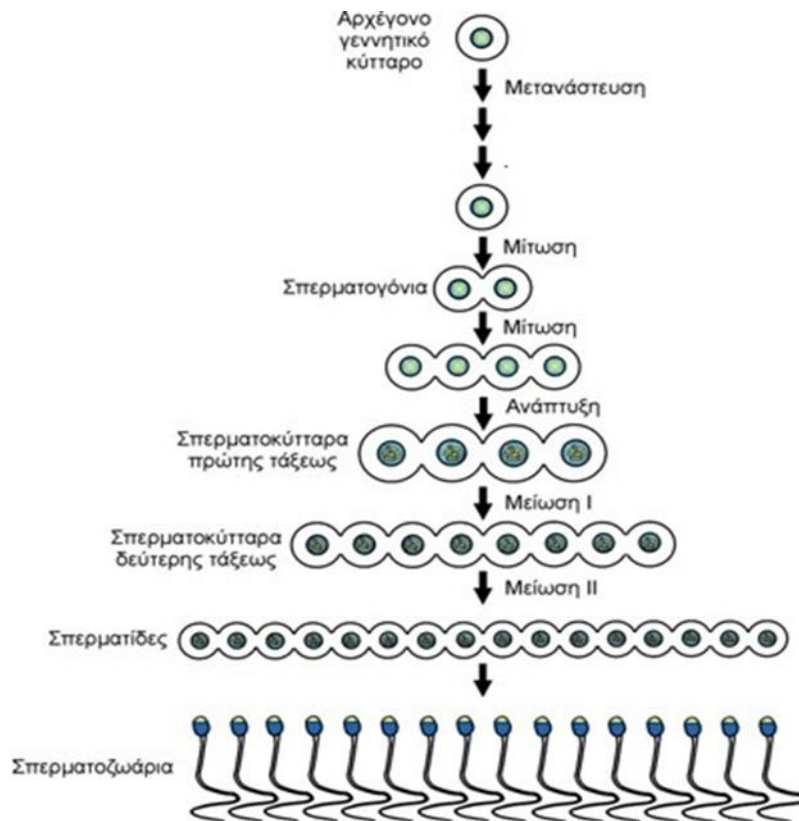 Αρχέγονο
γεννητικό
κύτταρο
Μετανάστευση
Μίτωση
Σπερματογόνια
Μίτωση
Ανάπτυξη
Σπερματοκύτταρα
πρώτης τάξεως
Μείωση Ι
Σπερματοκύτταρα
δεύτερης τάξεως
Μείωση ΙΙ
Σπερματίδες
Σπερματοζωάρια